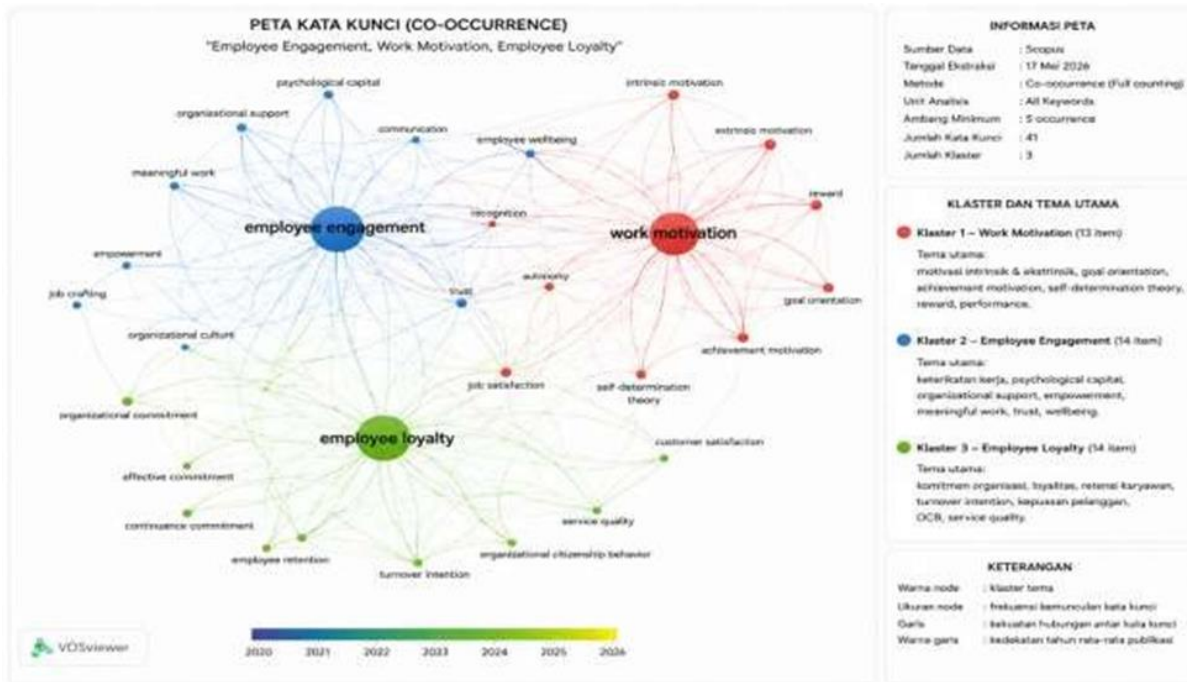 PETA KATA KUNCI (CO-OCCURRENCE)
"Employee Engagement, Work Motivation, Employee Loyalty"
psychological capital
intrinsic motivation
organizational support
communication
employee wellbeing
extrinsic motivation
meaningful work
reward
recognition
employee engagement
work motivation
empowerment
autonomy
job crafting
trust
goal orientation
organizational culture
achievement motivation
job satisfaction
self-determination
theory
organizational commitment
employee loyalty
customer satisfaction
effective commitment
continuance commitment
service quality
employee retention
organizational citizenship behavior
turnover intention
VOSviewer
2020 2021 2022 2023 2024 2025 2026
INFORMASI PETA
Sumber Data : Scopus
Tanggal Ekstraksi : 17 Mei 2026
Metode : Co-occurrence (Full counting)
Unit Analisis : All Keywords
Ambang Minimum : 5 occurrence
Jumlah Kata Kunci : 41
Jumlah Klaster : 3
KLASTER DAN TEMA UTAMA
Klaster 1 – Work Motivation (13 item)
Tema utama:
motivasi intrinsik & ekstrinsik, goal orientation,
achievement motivation, self-determination theory,
reward, performance.
Klaster 2 – Employee Engagement (14 item)
Tema utama:
keterikatan kerja, psychological capital,
organizational support, empowerment,
meaningful work, trust, wellbeing.
Klaster 3 – Employee Loyalty (14 item)
Tema utama:
komitmen organisasi, loyalitas, retensi karyawan,
turnover intention, kepuasan pelanggan,
OCB, service quality.
KETERANGAN
Warna node : klaster tema
Ukuran node : frekuensi kemunculan kata kunci
Garis : kekuatan hubungan antar kata kunci
Warna garis : kedekatan tahun rata-rata publikasi